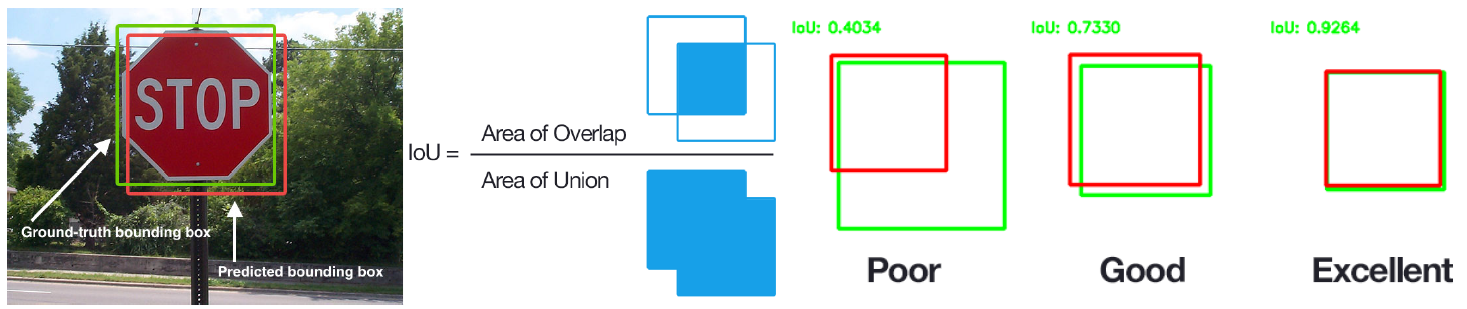 STOP
Ground-truth bounding box
Predicted bounding box
IoU =
Area of Overlap
Area of Union
IoU: 0.4034
IoU: 0.7330
IoU: 0.9264
Poor
Good
Excellent